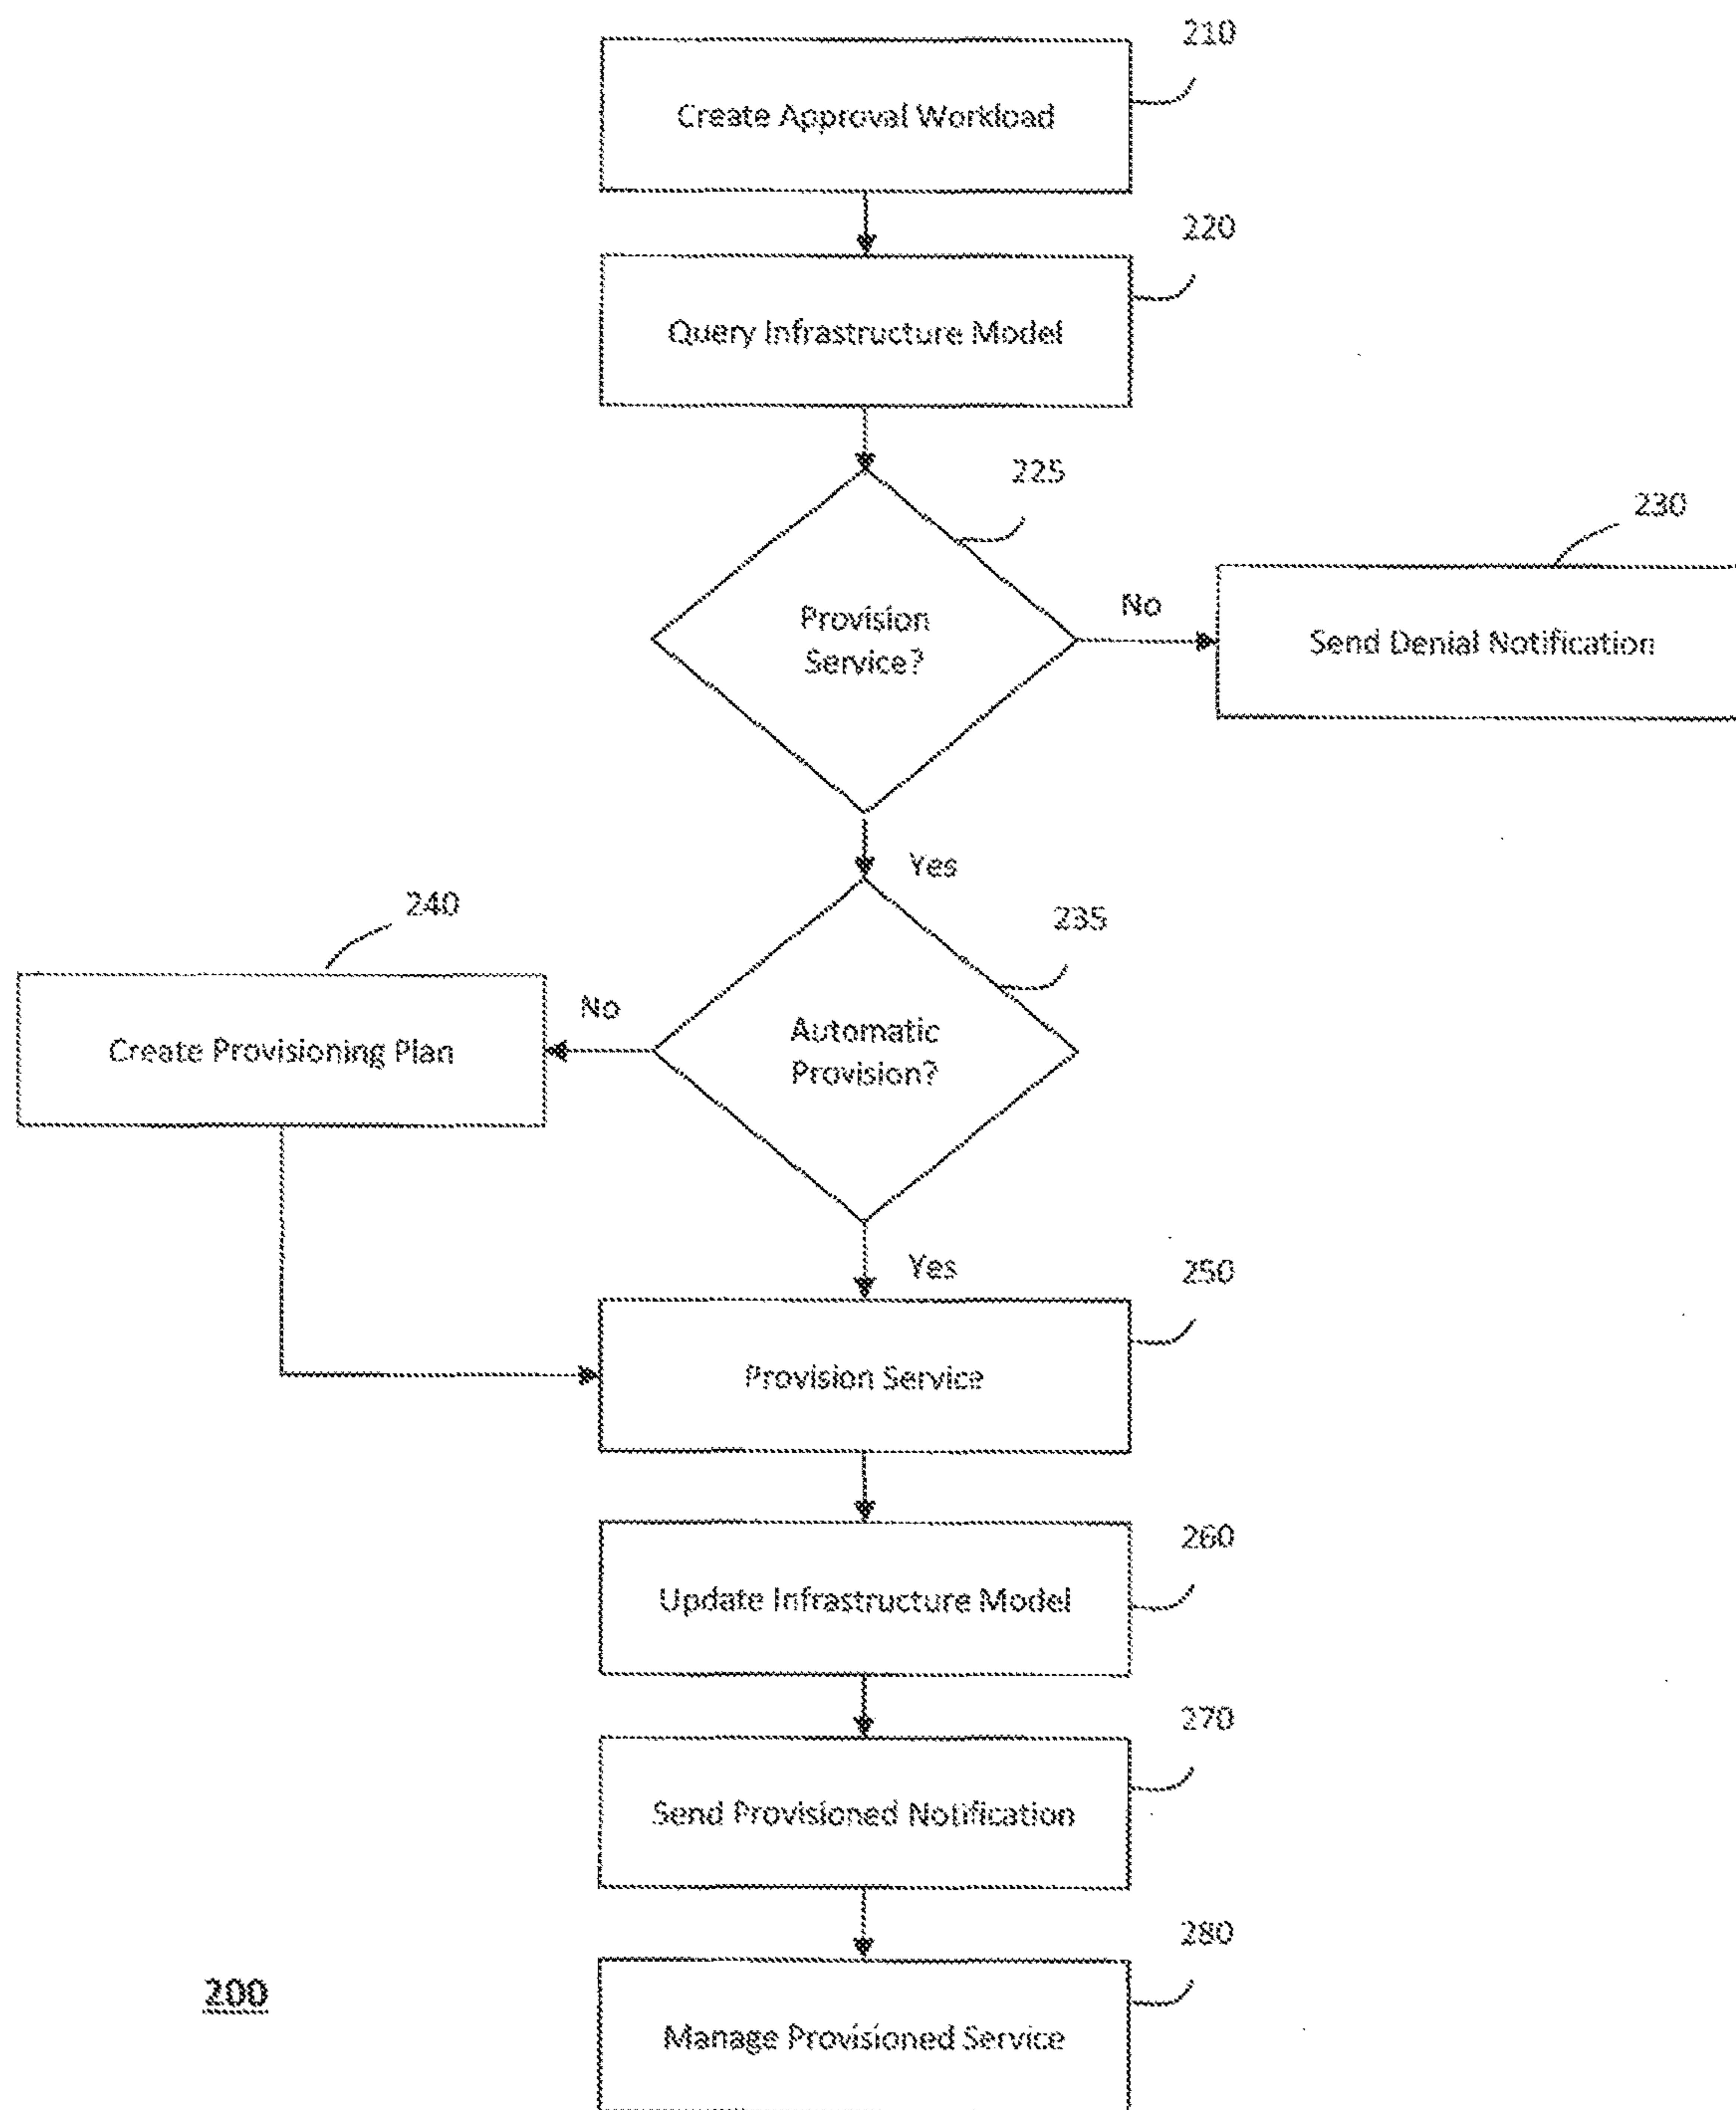 210
Create Approval Workload
220
Query Infrastructure Model
225
Provision
Service?
No
230
Send Denial Notification
Yes
235
Automatic
Provision?
No
240
Create Provisioning Plan
Yes
250
Provision Service
260
Update Infrastructure Model
270
Send Provisioned Notification
280
Manage Provisioned Service
200